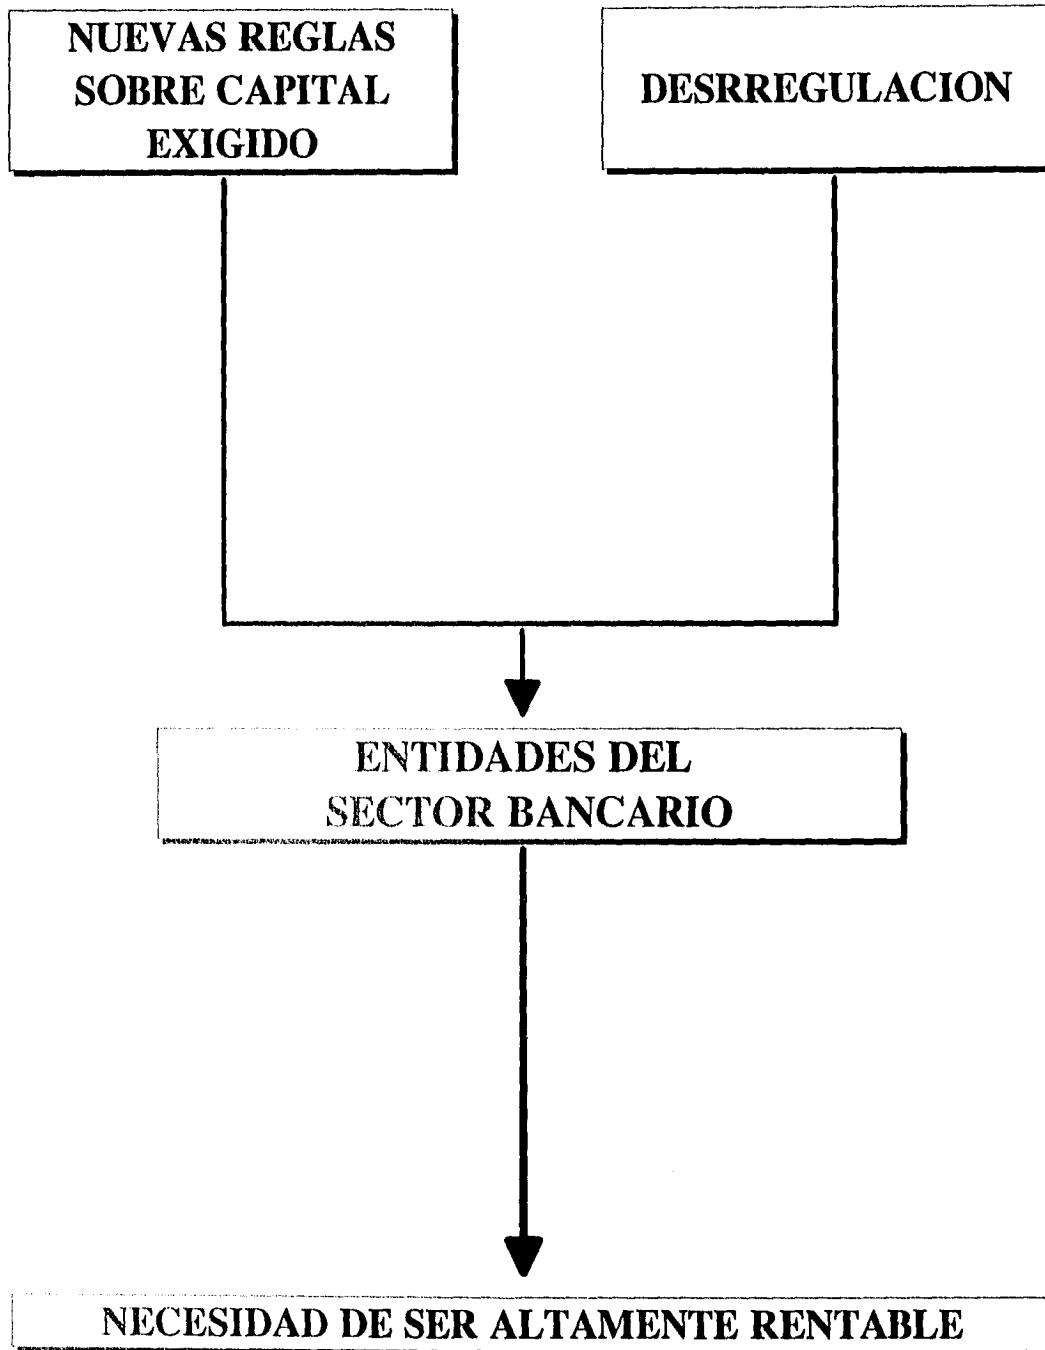 NUEVAS REGLAS
SOBRE CAPITAL
EXIGIDO
DESRREGULACION
ENTIDADES DEL
SECTOR BANCARIO
NECESIDAD DE SER ALTAMENTE RENTABLE